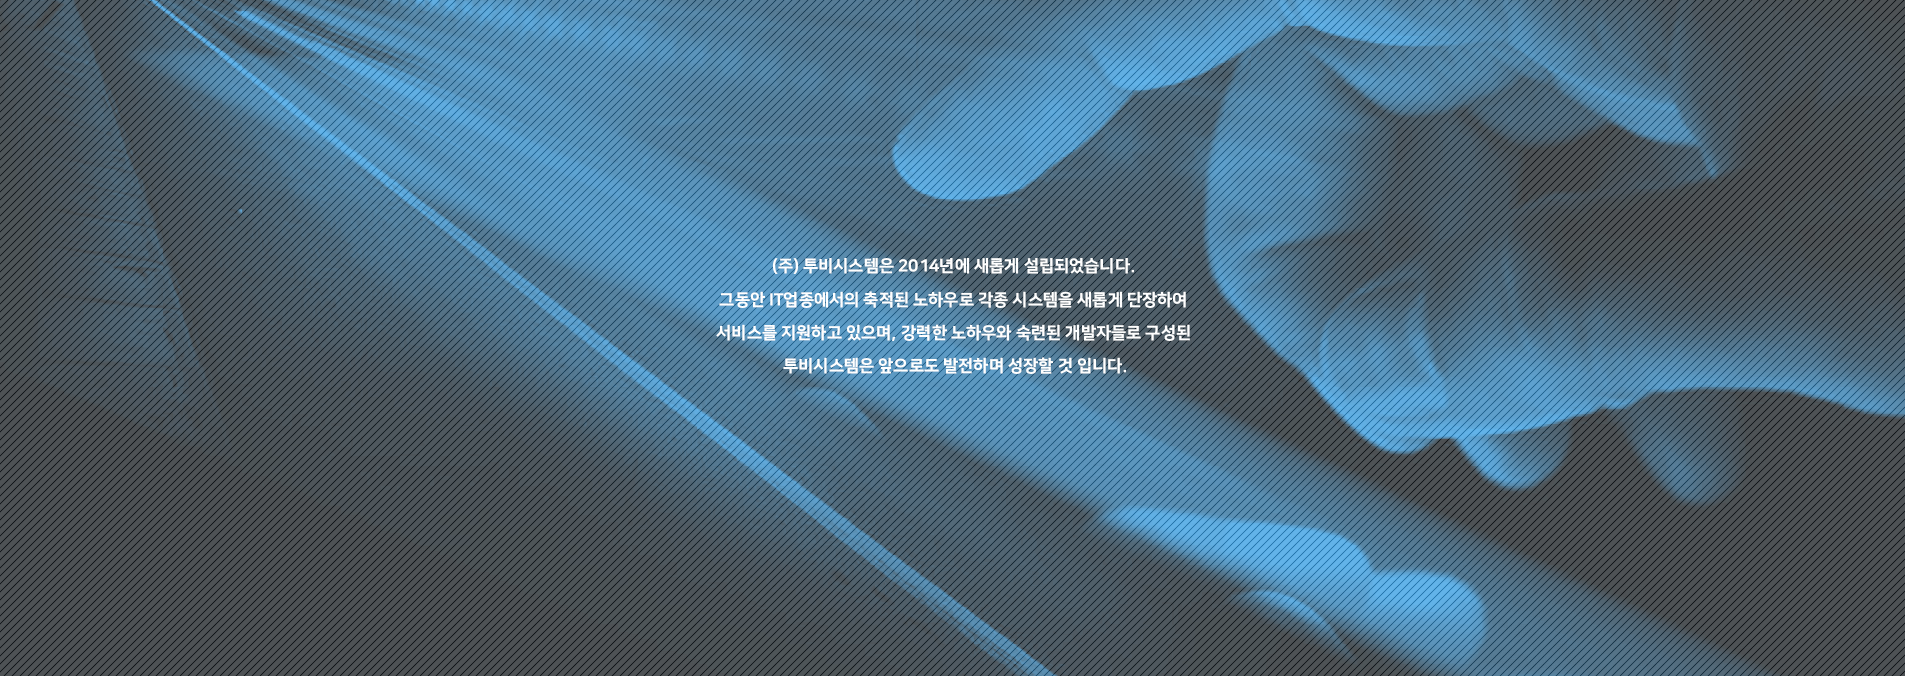 (주) 투비시스템은 2014년에 새롭게 설립되었습니다.
그동안 IT업종에서의 축적된 노하우로 각종 시스템을 새롭게 단장하여
서비스를 지원하고 있으며, 강력한 노하우와 숙련된 개발자들로 구성된
투비시스템은 앞으로도 발전하며 성장할 것 입니다.